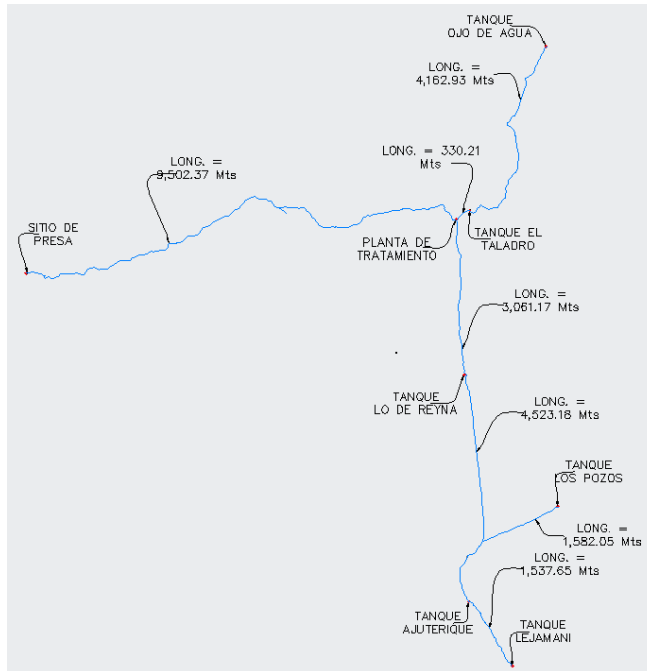 TANQUE
OJO DE AGUA
LONG. =
4,162.93 Mts
LONG. = 330.21
Mts
LONG. =
9,502.37 Mts
SITIO DE
PRESA
PLANTA DE
TRATAMIENTO
TANQUE EL
TALADRO
LONG. =
3,061.17 Mts
TANQUE
LO DE REYNA
LONG. =
4,523.18 Mts
TANQUE
LOS POZOS
LONG. =
1,582.05 Mts
LONG. =
1,537.65 Mts
TANQUE
AJUTERIQUE
TANQUE
LEJAMANI